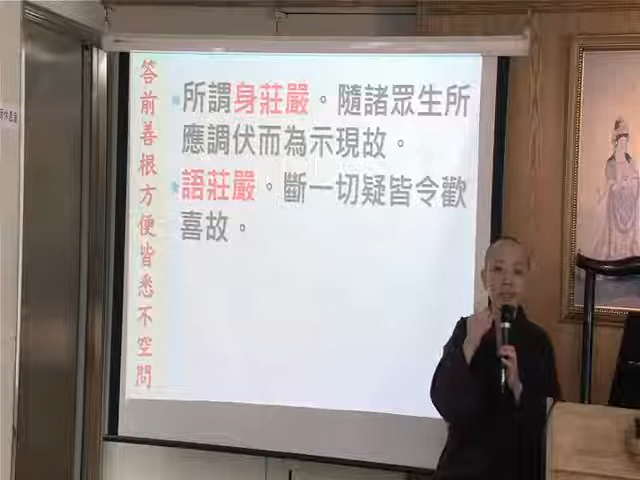 答前善根方便皆悉不空問
所謂身莊嚴。隨諸眾生所
應調伏而為示現故。
語莊嚴。斷一切疑皆令歡
喜故。